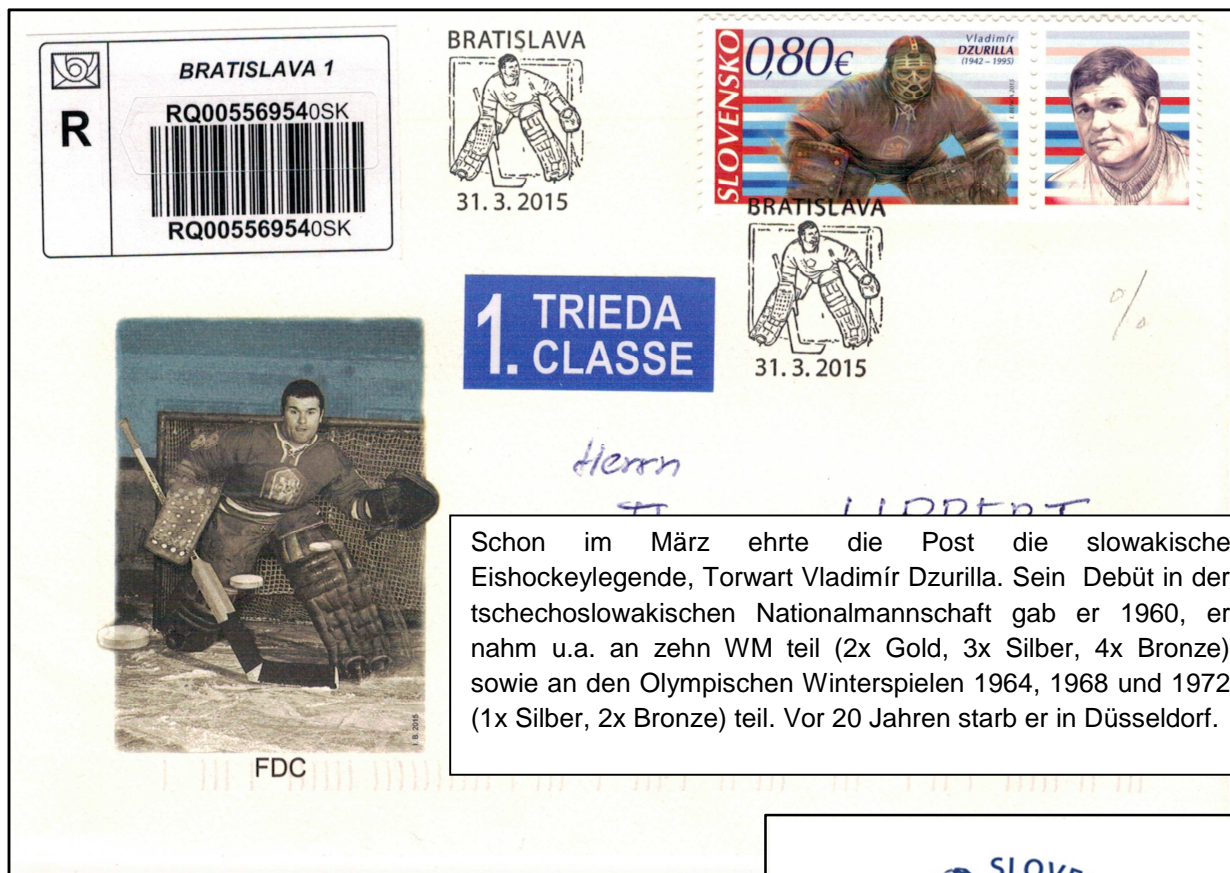 BRATISLAVA 1
R
RQ005569540SK
RQ005569540SK
BRATISLAVA
31. 3. 2015
SLOVENSKO
0,80€
Vladimír
DZURILLA
(1942 – 1995)
BRATISLAVA
31. 3. 2015
1. TRIEDA
CLASSE
Herrn
I. B. 2015
FDC
Schon im März ehrte die Post die slowakische
Eishockeylegende, Torwart Vladimír Dzurilla. Sein Debüt in der
tschechoslowakischen Nationalmannschaft gab er 1960, er
nahm u.a. an zehn WM teil (2x Gold, 3x Silber, 4x Bronze)
sowie an den Olympischen Winterspielen 1964, 1968 und 1972
(1x Silber, 2x Bronze) teil. Vor 20 Jahren starb er in Düsseldorf.